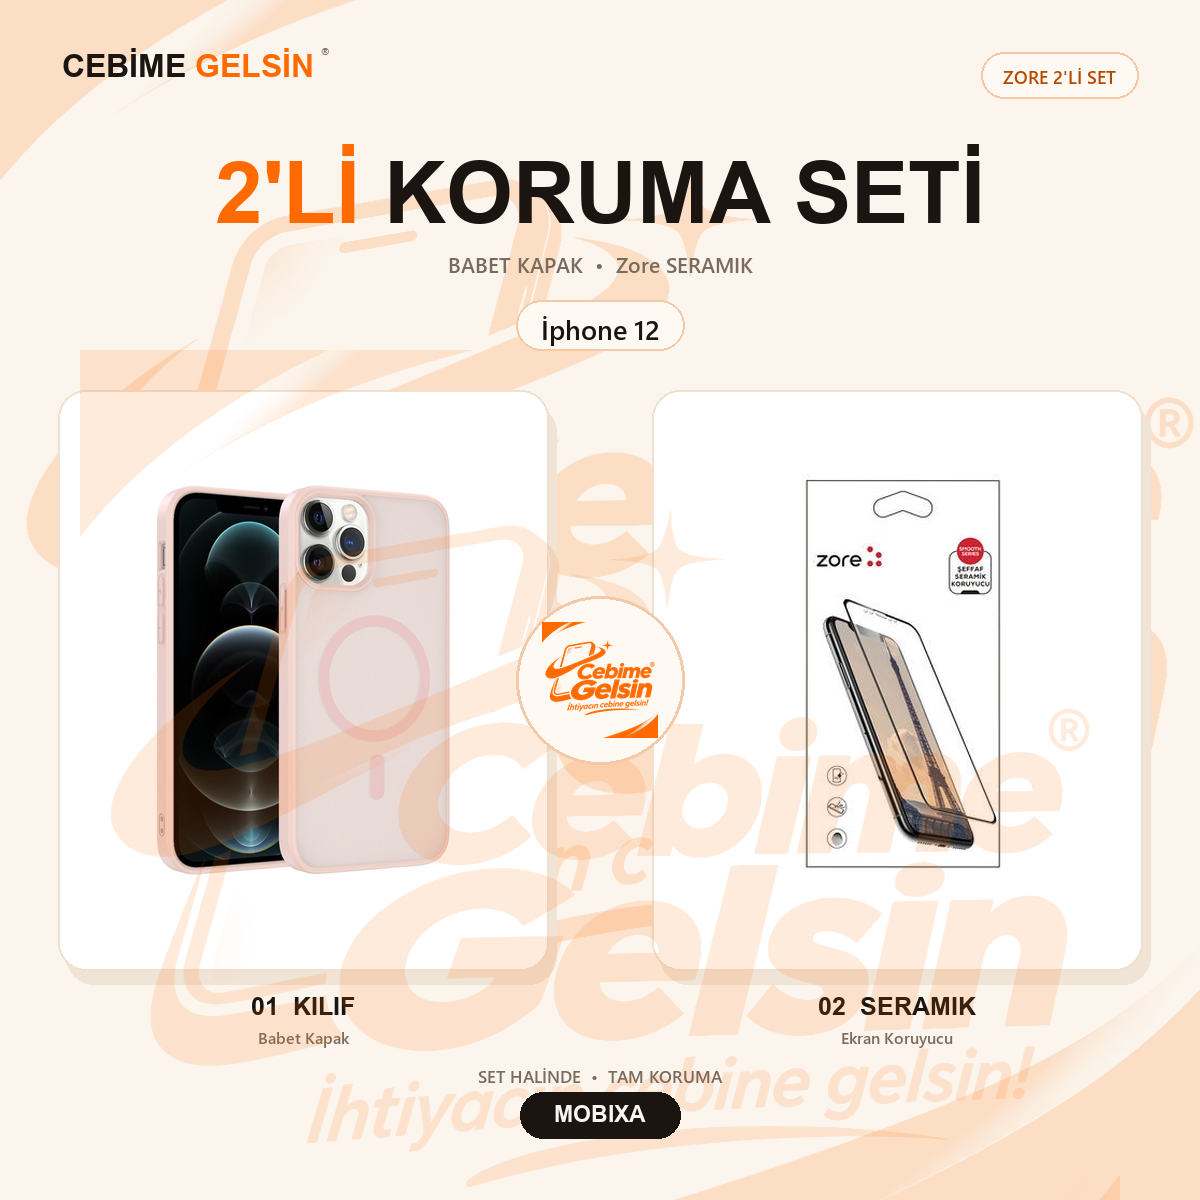 CEBİME GELSİN ®
ZORE 2'Lİ SET
2'Lİ KORUMA SETİ
BABET KAPAK • Zore SERAMIK
İphone 12
®
zore
SMOOTH SERIES
ŞEFFAF
SERAMİK
KORUYUCU
Cebime®
Gelsin
İhtiyacın cebine gelsin!
Cebime®
Gelsin
İhtiyacın cebine gelsin!
01 KILIF
Babet Kapak
02 SERAMIK
Ekran Koruyucu
SET HALİNDE • TAM KORUMA
MOBIXA